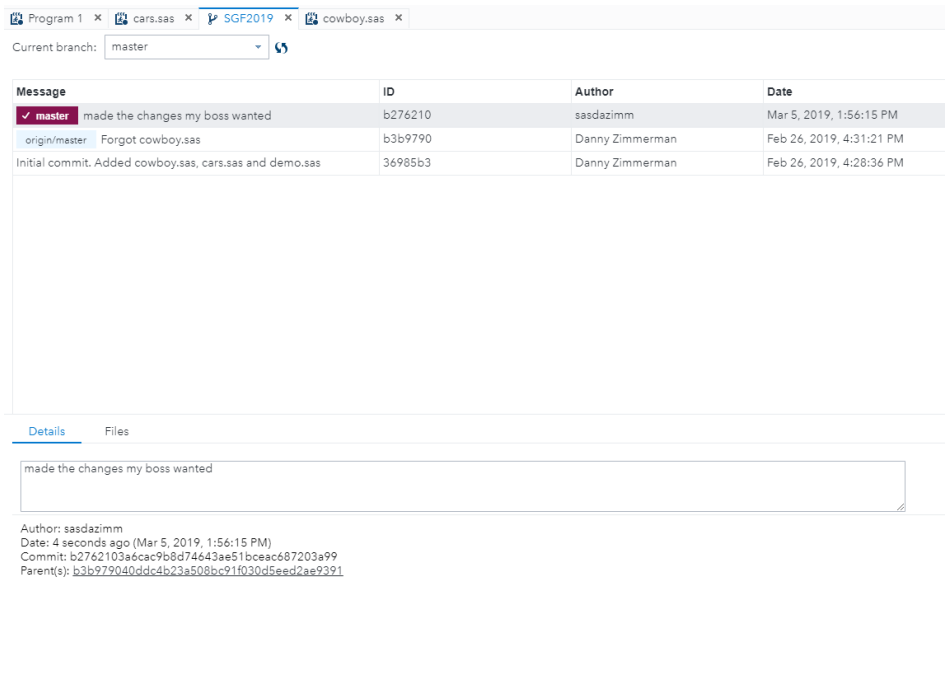 Program 1 × cars.sas × SGF2019 × cowboy.sas ×
Current branch: master
Message ID Author Date
✓ master made the changes my boss wanted b276210 sasdazimm Mar 5, 2019, 1:56:15 PM
origin/master Forgot cowboy.sas b3b9790 Danny Zimmerman Feb 26, 2019, 4:31:21 PM
Initial commit. Added cowboy.sas, cars.sas and demo.sas 36985b3 Danny Zimmerman Feb 26, 2019, 4:28:36 PM
Details Files
made the changes my boss wanted
Author: sasdazimm
Date: 4 seconds ago (Mar 5, 2019, 1:56:15 PM)
Commit: b2762103a6cac9b8d74643ae51bceac687203a99
Parent(s): b3b979040ddc4b23a508bc91f030d5eed2ae9391